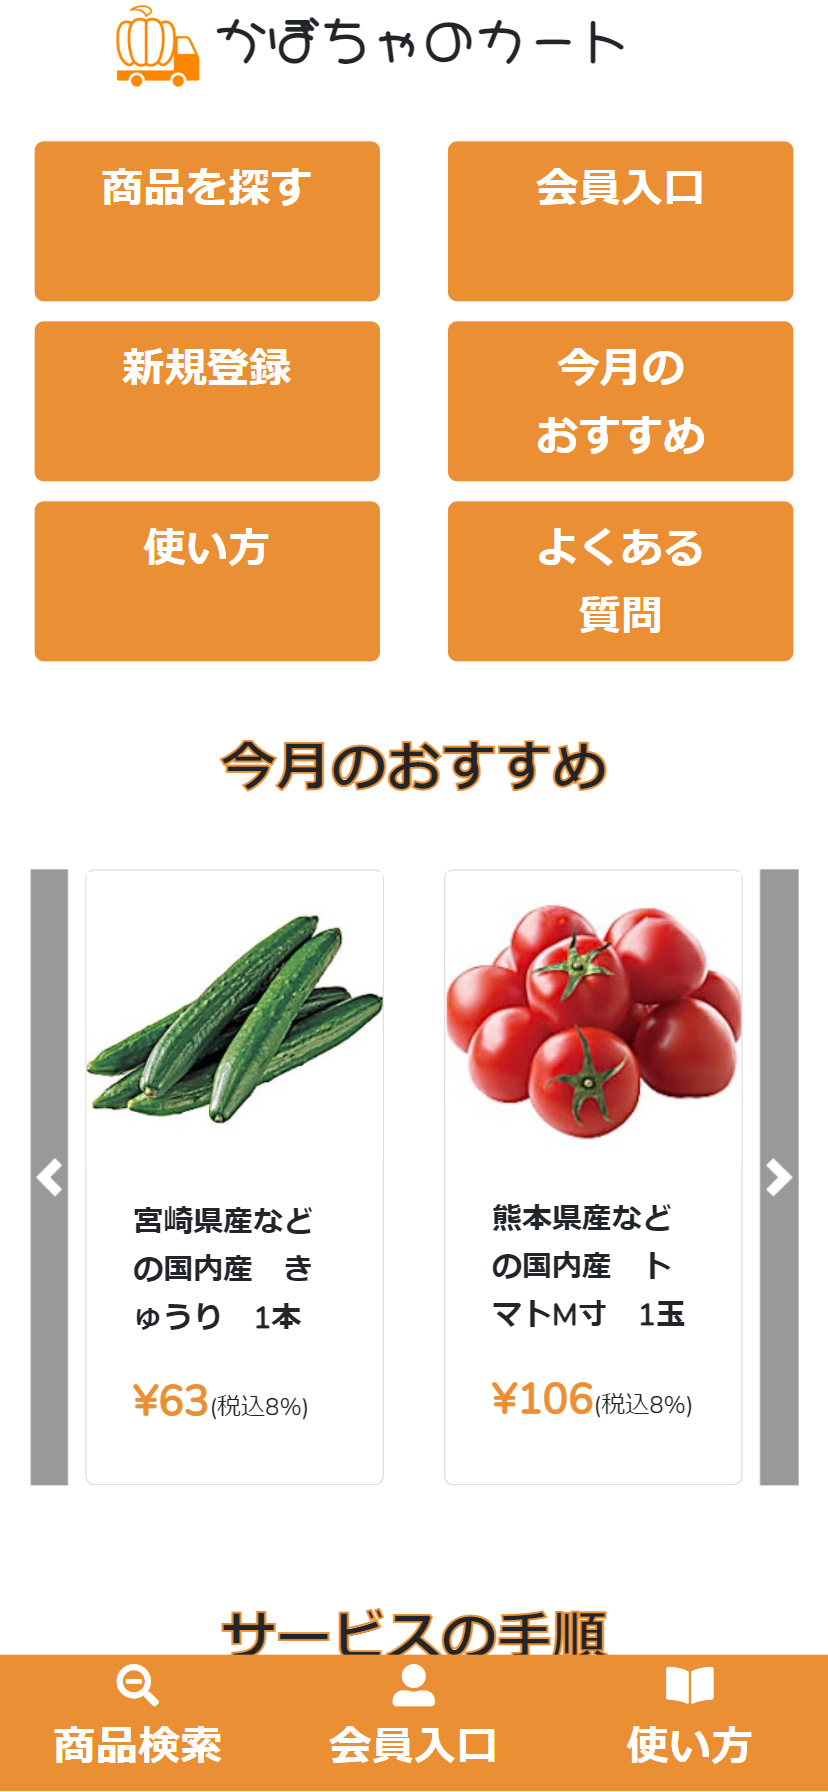 かぼちゃのカート
商品を探す
会員入口
新規登録
今月の
おすすめ
使い方
よくある
質問
今月のおすすめ
宮崎県産など
の国内産　き
ゅうり　1本
¥63(税込8%)
熊本県産など
の国内産　ト
マトM寸　1玉
¥106(税込8%)
サービスの手順
商品検索
会員入口
使い方